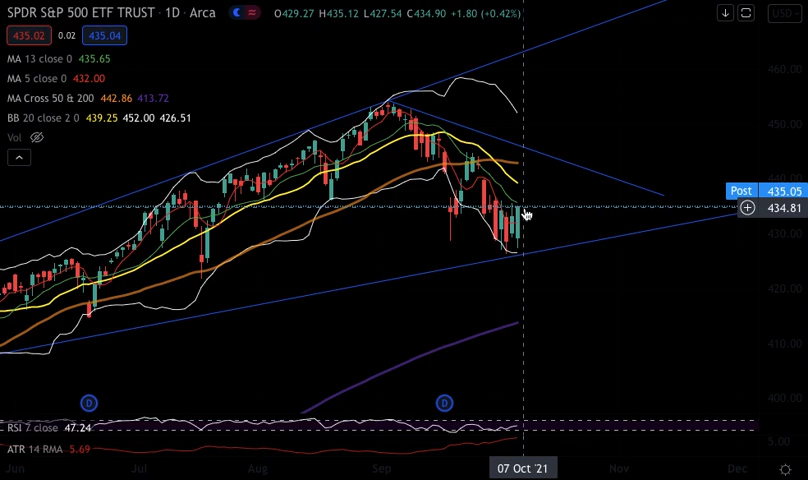 SPDR S&P 500 ETF TRUST · 1D · Arca O429.27 H435.12 L427.54 C434.90 +1.80 (+0.42%) USD
435.02 0.02 435.04
MA 13 close 0 435.65
MA 5 close 0 432.00
MA Cross 50 & 200 442.86 413.72
BB 20 close 2 0 439.25 452.00 426.51
Vol
460.00
450.00
440.00
Post 435.05
434.81
430.00
420.00
410.00
400.00
D D
RSI 7 close 47.24
ATR 14 RMA 5.69
5.00
Jun Jul Aug Sep 07 Oct '21 Nov Dec